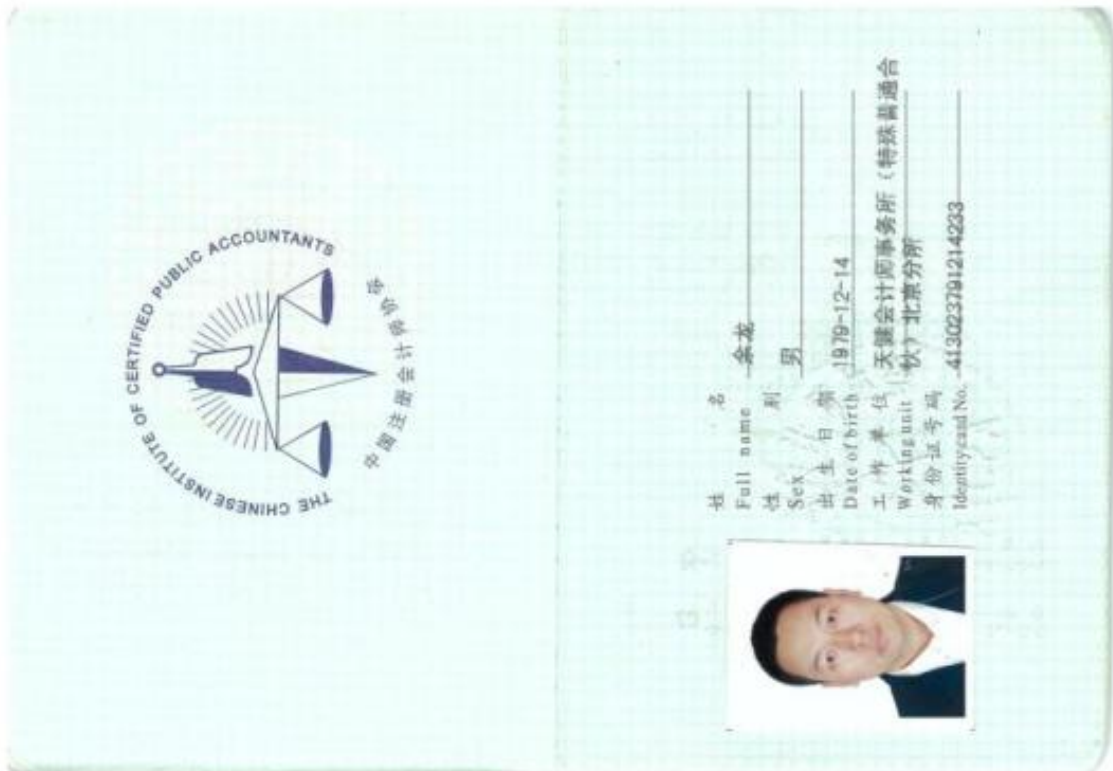 THE CHINESE INSTITUTE OF CERTIFIED PUBLIC ACCOUNTANTS
中国注册会计师协会
姓 名 余龙
Full name
性 别 男
Sex
出 生 日 期 1979-12-14
Date of birth
工 作 单 位 天健会计师事务所（特殊普通合
Working unit 伙）北京分所
身份证号码
Identity card No. 413023791214233